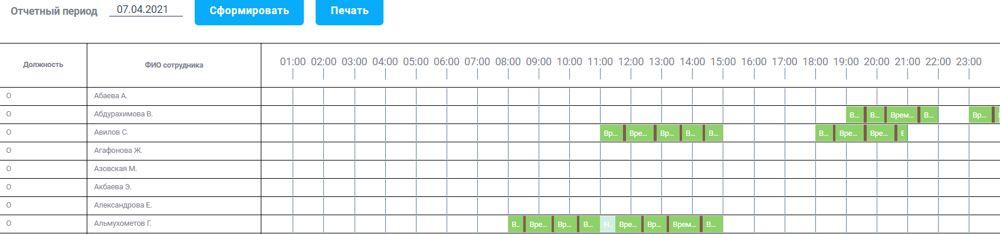 Отчетный период 07.04.2021 Сформировать Печать
Должность ФИО сотрудника 01:00 02:00 03:00 04:00 05:00 06:00 07:00 08:00 09:00 10:00 11:00 12:00 13:00 14:00 15:00 16:00 17:00 18:00 19:00 20:00 21:00 22:00 23:00
О Абаева А.
О Абдурахимова В. В... В... Врем... В... Вр...
О Авилов С. Вр... Вре... Вр... В... В... В... Вре... Вре...
О Агафонова Ж.
О Азовская М.
О Акбаева Э.
О Александрова Е.
О Альмухометов Г. В.. Вре... Вр... В... Н.. Вре... Вр... Врем... В...